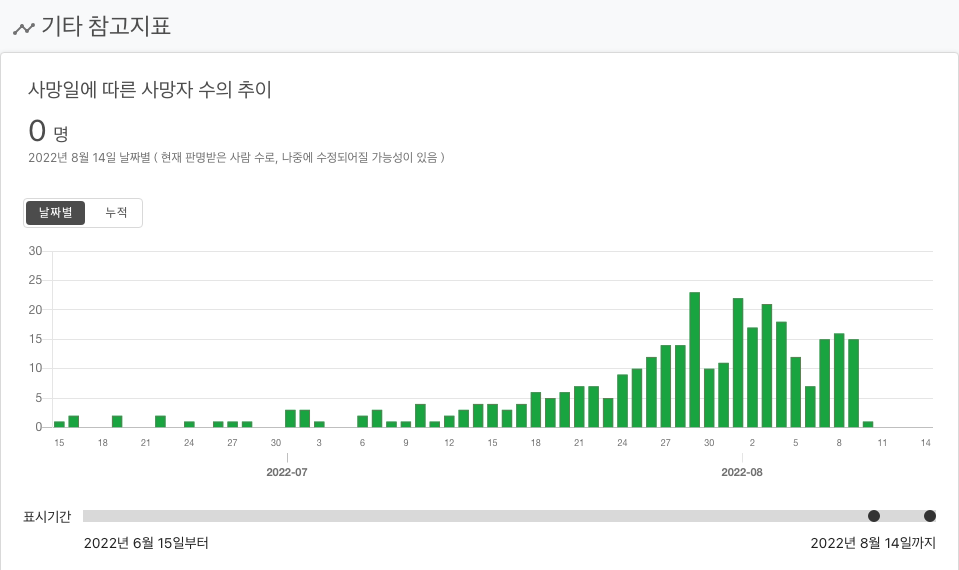 기타 참고지표
사망일에 따른 사망자 수의 추이
0 명
2022년 8월 14일 날짜별 ( 현재 판명받은 사람 수로, 나중에 수정되어질 가능성이 있음 )
날짜별 누적
30
25
20
15
10
5
0
15 18 21 24 27 30 3 6 9 12 15 18 21 24 27 30 2 5 8 11 14
2022-07 2022-08
표시기간
2022년 6월 15일부터 2022년 8월 14일까지